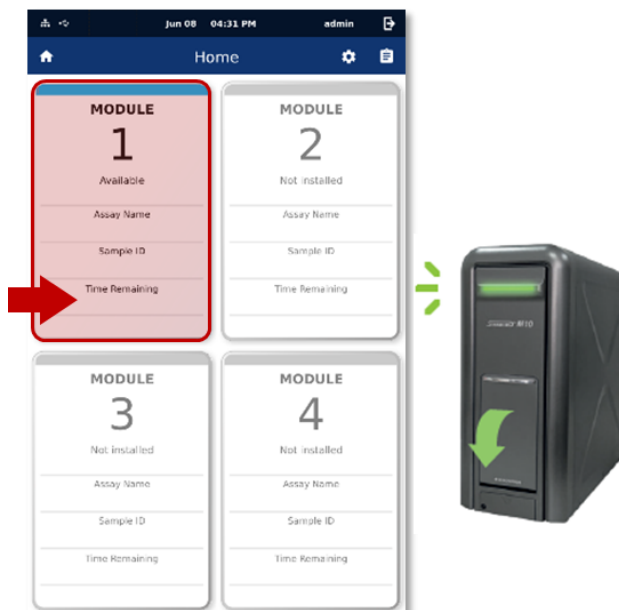 Jun 08 04:31 PM admin
Home
MODULE
1
Available
Assay Name
Sample ID
Time Remaining
MODULE
2
Not installed
Assay Name
Sample ID
Time Remaining
MODULE
3
Not installed
Assay Name
Sample ID
Time Remaining
MODULE
4
Not installed
Assay Name
Sample ID
Time Remaining
M10